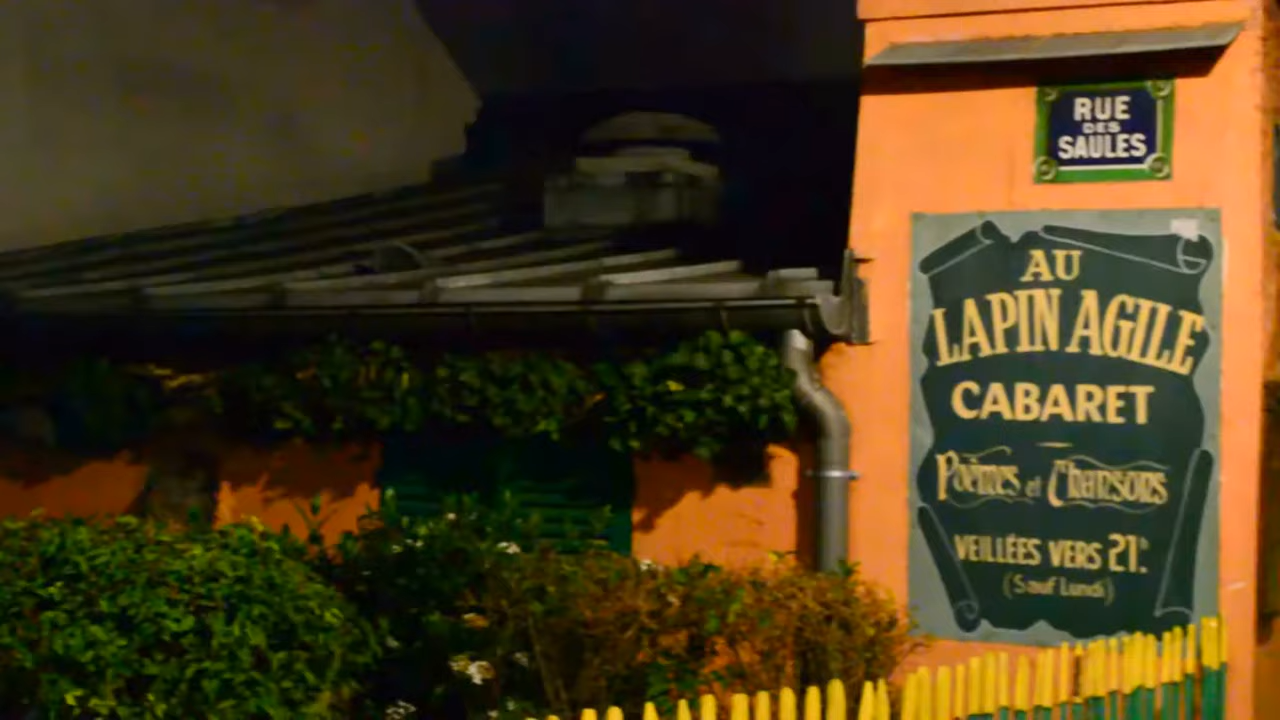 RUE
DES
SAULES
AU
LAPIN AGILE
CABARET
Poèmes et Chansons
VEILLÉES VERS 21h
(Sauf Lundi)